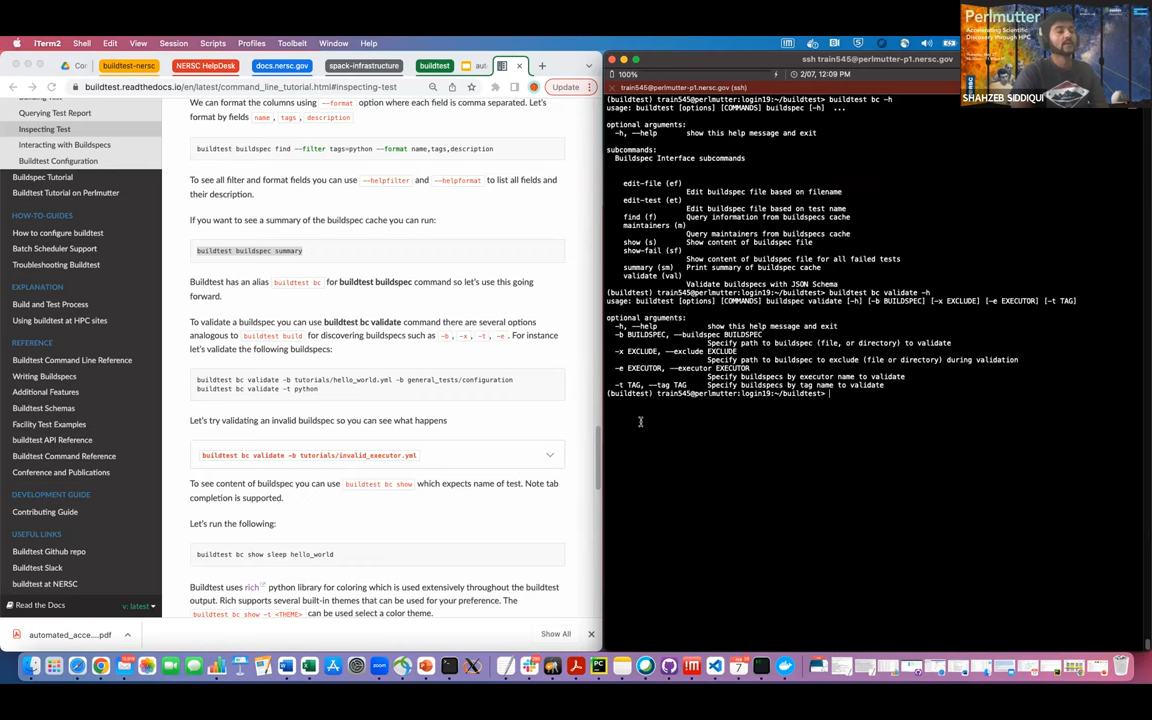 iTerm2 Shell Edit View Session Scripts Profiles Toolbelt Window Help
Perlmutter
Accelerating Scientific
Discovery through HPC
SHAHZEB SIDDIQUI
Cor buildtest-nersc NERSC HelpDesk docs.nersc.gov spack-infrastructure buildtest aut
buildtest.readthedocs.io/en/latest/command_line_tutorial.html#inspecting-test Update
Querying Test Report
Inspecting Test
Interacting with Buildspecs
Buildtest Configuration
Buildspec Tutorial
Buildtest Tutorial on Perlmutter
HOW-TO-GUIDES
How to configure buildtest
Batch Scheduler Support
Troubleshooting Buildtest
EXPLANATION
Build and Test Process
Using buildtest at HPC sites
REFERENCE
Buildtest Command Line Reference
Writing Buildspecs
Additional Features
Buildtest Schemas
Facility Test Examples
buildtest API Reference
Buildtest Command Reference
Conference and Publications
DEVELOPMENT GUIDE
Contributing Guide
USEFUL LINKS
Buildtest Github repo
Buildtest Slack
buildtest at NERSC
Read the Docs v: latest
We can format the columns using --format option where each field is comma separated. Let's
format by fields name, tags, description
buildtest buildspec find --filter tags=python --format name,tags,description
To see all filter and format fields you can use --helpfilter and --helpformat to list all fields and
their description.
If you want to see a summary of the buildspec cache you can run:
buildtest buildspec summary
Buildtest has an alias buildtest bc for buildtest buildspec command so let's use this going
forward.
To validate a buildspec you can use buildtest bc validate command there are several options
analogous to buildtest build for discovering buildspecs such as -b, -x, -t, -e. For instance
let's validate the following buildspecs:
buildtest bc validate -b tutorials/hello_world.yml -b general_tests/configuration
buildtest bc validate -t python
Let's try validating an invalid buildspec so you can see what happens
buildtest bc validate -b tutorials/invalid_executor.yml
To see content of buildspec you can use buildtest bc show which expects name of test. Note tab
completion is supported.
Let's run the following:
buildtest bc show sleep hello_world
Buildtest uses rich python library for coloring which is used extensively throughout the buildtest
output. Rich supports several built-in themes that can be used for your preference. The
buildtest bc show -t <THEME> can be used select a color theme.
automated_acce....pdf Show All
ssh train545@perlmutter-p1.nersc.gov
100% 2/07, 12:09 PM
train545@perlmutter-p1.nersc.gov (ssh)
(buildtest) train545@perlmutter:login19:~/buildtest> buildtest bc -h
usage: buildtest [options] [COMMANDS] buildspec [-h] ...
optional arguments:
-h, --help show this help message and exit
subcommands:
Buildspec Interface subcommands
edit-file (ef)
Edit buildspec file based on filename
edit-test (et)
Edit buildspec file based on test name
find (f) Query information from buildspecs cache
maintainers (m)
Query maintainers from buildspecs cache
show (s) Show content of buildspec file
show-fail (sf)
Show content of buildspec file for all failed tests
summary (sm) Print summary of buildspec cache
validate (val)
Validate buildspecs with JSON Schema
(buildtest) train545@perlmutter:login19:~/buildtest> buildtest bc validate -h
usage: buildtest [options] [COMMANDS] buildspec validate [-h] [-b BUILDSPEC] [-x EXCLUDE] [-e EXECUTOR] [-t TAG]
optional arguments:
-h, --help show this help message and exit
-b BUILDSPEC, --buildspec BUILDSPEC
Specify path to buildspec (file, or directory) to validate
-x EXCLUDE, --exclude EXCLUDE
Specify path to buildspec to exclude (file or directory) during validation
-e EXECUTOR, --executor EXECUTOR
Specify buildspecs by executor name to validate
-t TAG, --tag TAG Specify buildspecs by tag name to validate
(buildtest) train545@perlmutter:login19:~/buildtest>